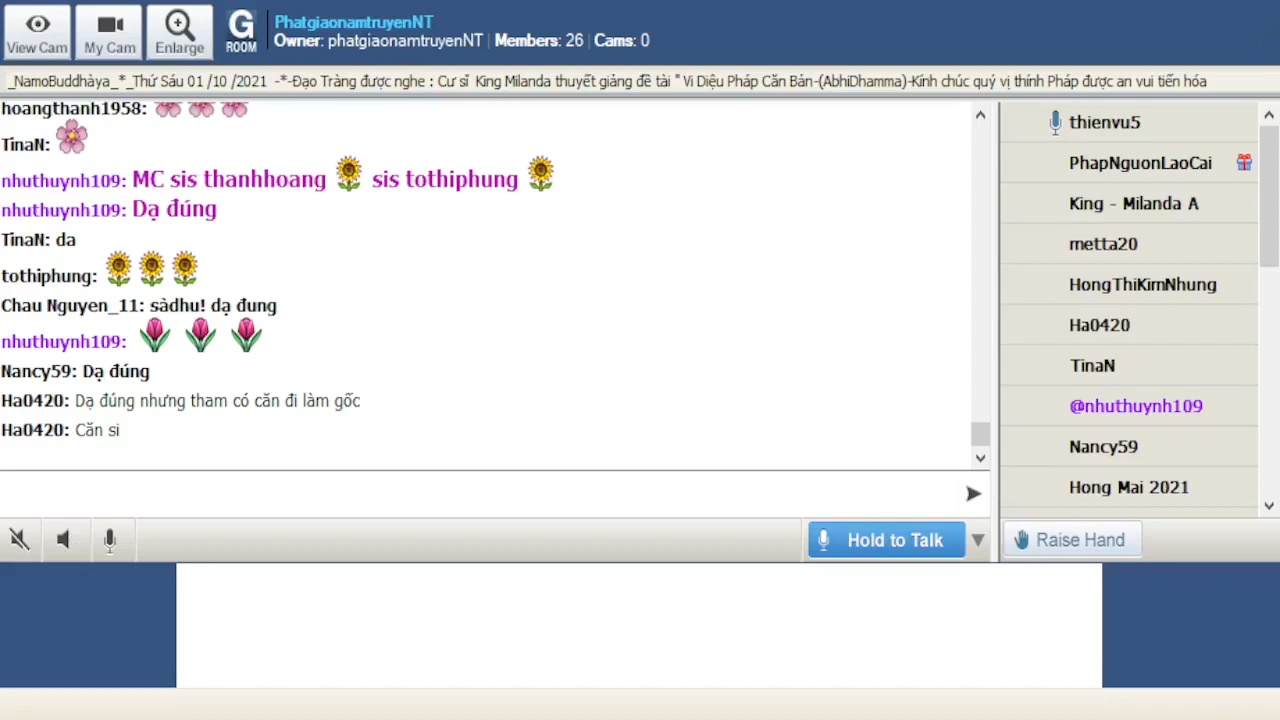 View Cam
My Cam
Enlarge
G
ROOM
PhatgiaonamtruyenNT
Owner: phatgiaonamtruyenNT | Members: 26 | Cams: 0
_NamoBuddhàya_*_Thứ Sáu 01 /10 /2021 -*-Đạo Tràng được nghe : Cư sĩ King Milanda thuyết giảng đề tài " Vi Diệu Pháp Căn Bản-(AbhiDhamma)-Kính chúc quý vị thính Pháp được an vui tiến hóa
hoangthanh1958:
TinaN:
nhuthuynh109: MC sis thanhhoang sis tothiphung
nhuthuynh109: Dạ đúng
TinaN: da
tothiphung:
Chau Nguyen_11: sàdhu! dạ đung
nhuthuynh109:
Nancy59: Dạ đúng
Ha0420: Dạ đúng nhưng tham có căn đi làm gốc
Ha0420: Căn si
thienvu5
PhapNguonLaoCai
King - Milanda A
metta20
HongThiKimNhung
Ha0420
TinaN
@nhuthuynh109
Nancy59
Hong Mai 2021
Hold to Talk
Raise Hand